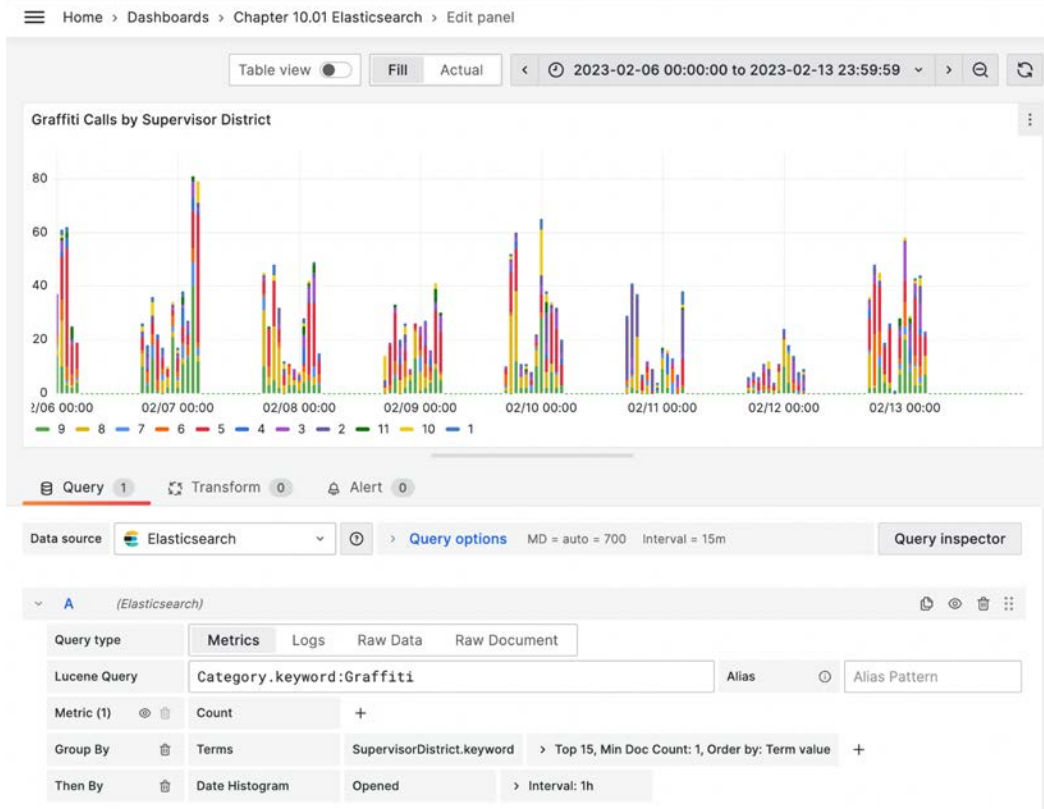 Home > Dashboards > Chapter 10.01 Elasticsearch > Edit panel
Table view Fill Actual < 2023-02-06 00:00:00 to 2023-02-13 23:59:59 >
Graffiti Calls by Supervisor District
80
60
40
20
0
2/06 00:00 02/07 00:00 02/08 00:00 02/09 00:00 02/10 00:00 02/11 00:00 02/12 00:00 02/13 00:00
9 8 7 6 5 4 3 2 11 10 1
Query 1 Transform 0 Alert 0
Data source Elasticsearch > Query options MD = auto = 700 Interval = 15m Query inspector
A (Elasticsearch)
Query type Metrics Logs Raw Data Raw Document
Lucene Query Category.keyword:Graffiti Alias Alias Pattern
Metric (1) Count +
Group By Terms SupervisorDistrict.keyword > Top 15, Min Doc Count: 1, Order by: Term value +
Then By Date Histogram Opened > Interval: 1h